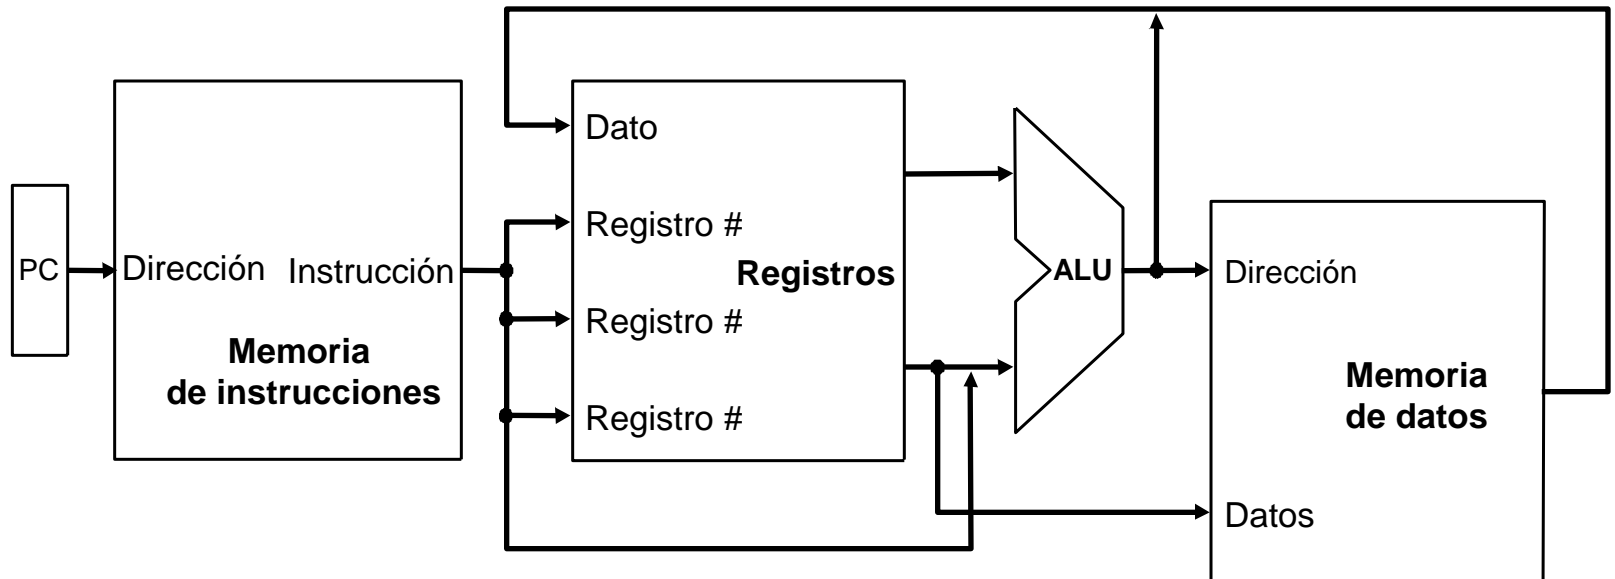 PC
Dirección
Instrucción
Memoria
de instrucciones
Dato
Registro #
Registro #
Registro #
Registros
ALU
Dirección
Memoria
de datos
Datos